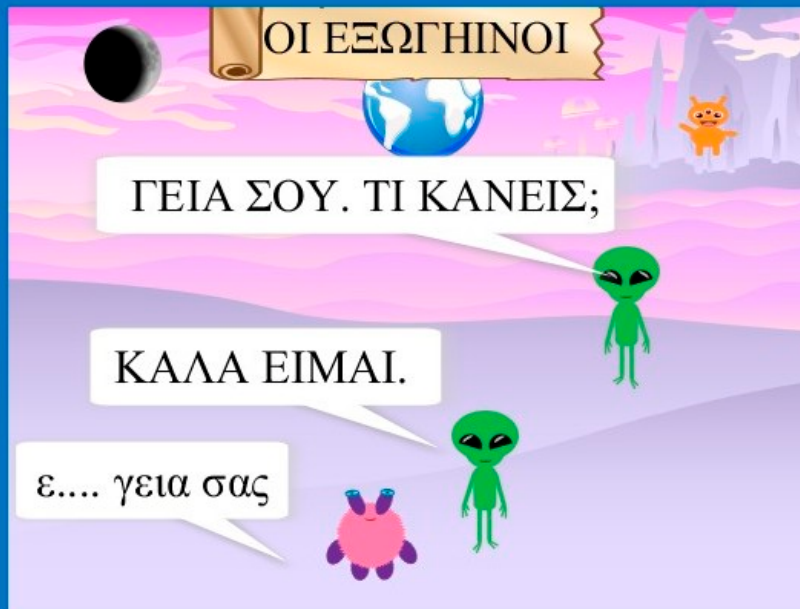 ΟΙ ΕΞΩΓΗΙΝΟΙ
ΓΕΙΑ ΣΟΥ. ΤΙ ΚΑΝΕΙΣ;
ΚΑΛΑ ΕΙΜΑΙ.
ε.... γεια σας